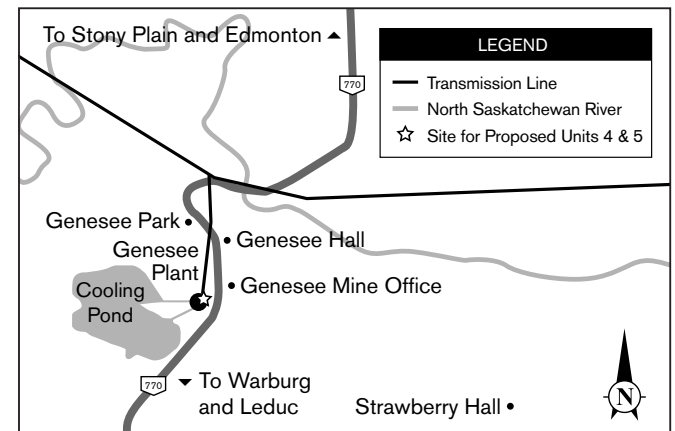 To Stony Plain and Edmonton
LEGEND
770
Transmission Line
North Saskatchewan River
Site for Proposed Units 4 & 5
Genesee Park
Genesee Hall
Genesee
Plant
Genesee Mine Office
Cooling
Pond
770
To Warburg
and Leduc
Strawberry Hall
N